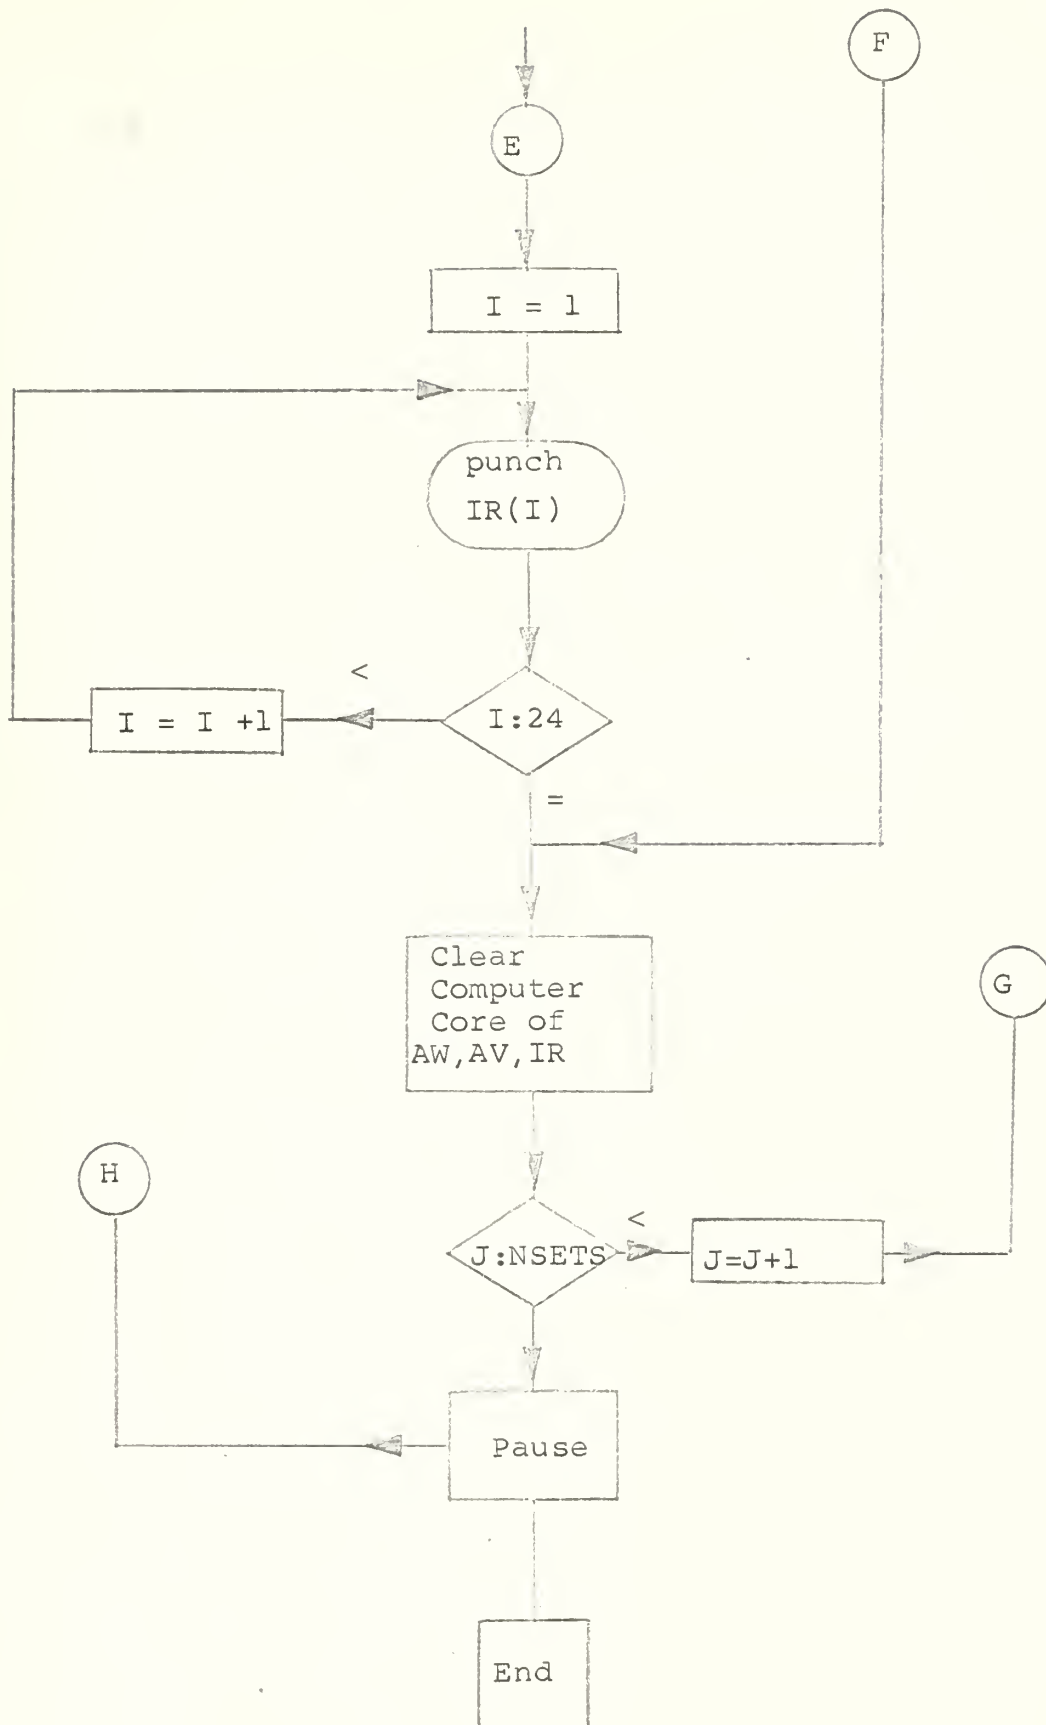 F
E
I = 1
punch
IR(I)
<
I = I +1
I:24
=
Clear
Computer
Core of
AW,AV,IR
G
H
<
J:NSETS
J=J+1
Pause
End